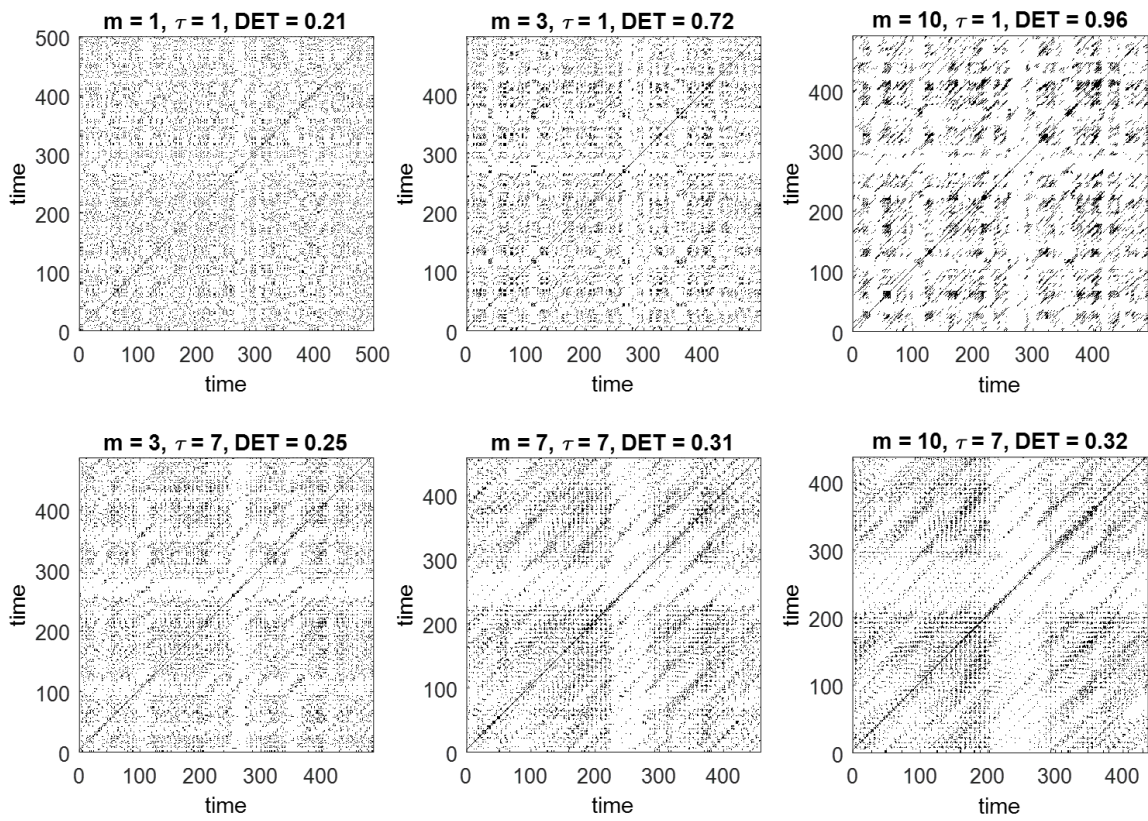 m = 1, τ = 1, DET = 0.21
m = 3, τ = 1, DET = 0.72
m = 10, τ = 1, DET = 0.96
500
400
300
200
100
0
time
0 100 200 300 400 500
time
400
300
200
100
0
time
0 200 400
time
400
300
200
100
0
time
0 100 200 300 400
time
m = 3, τ = 7, DET = 0.25
m = 7, τ = 7, DET = 0.31
m = 10, τ = 7, DET = 0.32
400
300
200
100
0
time
0 100 200 300 400
time
400
300
200
100
0
time
0 100 200 300 400
time
400
300
200
100
0
time
0 100 200 300 400
time